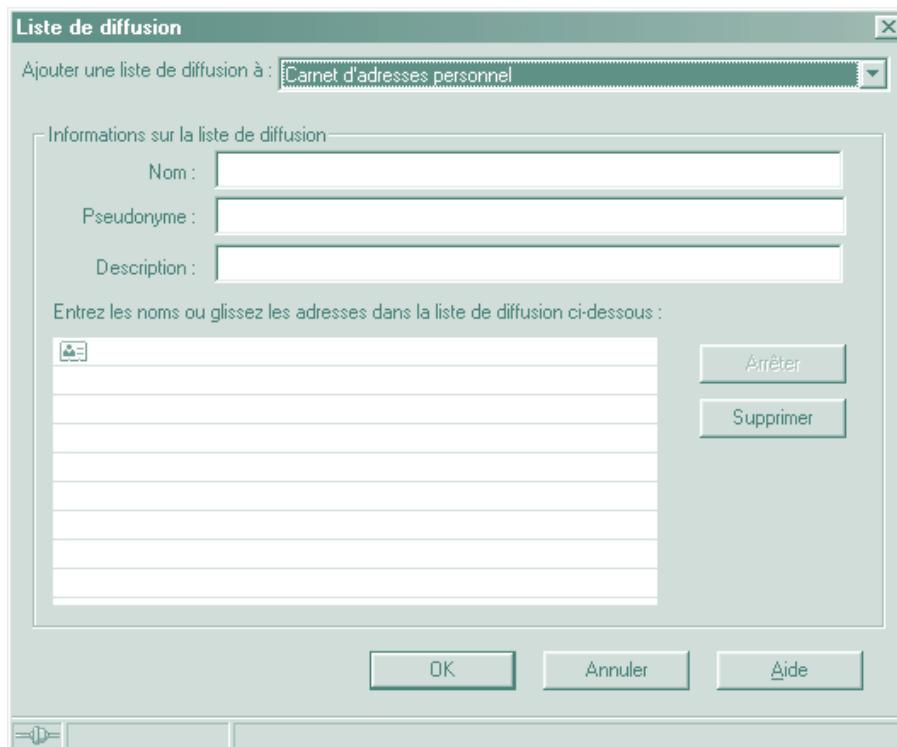 Liste de diffusion
Ajouter une liste de diffusion à : Carnet d'adresses personnel
Informations sur la liste de diffusion
Nom :
Pseudonyme :
Description :
Entrez les noms ou glissez les adresses dans la liste de diffusion ci-dessous :
Arrêter
Supprimer
OK Annuler Aide